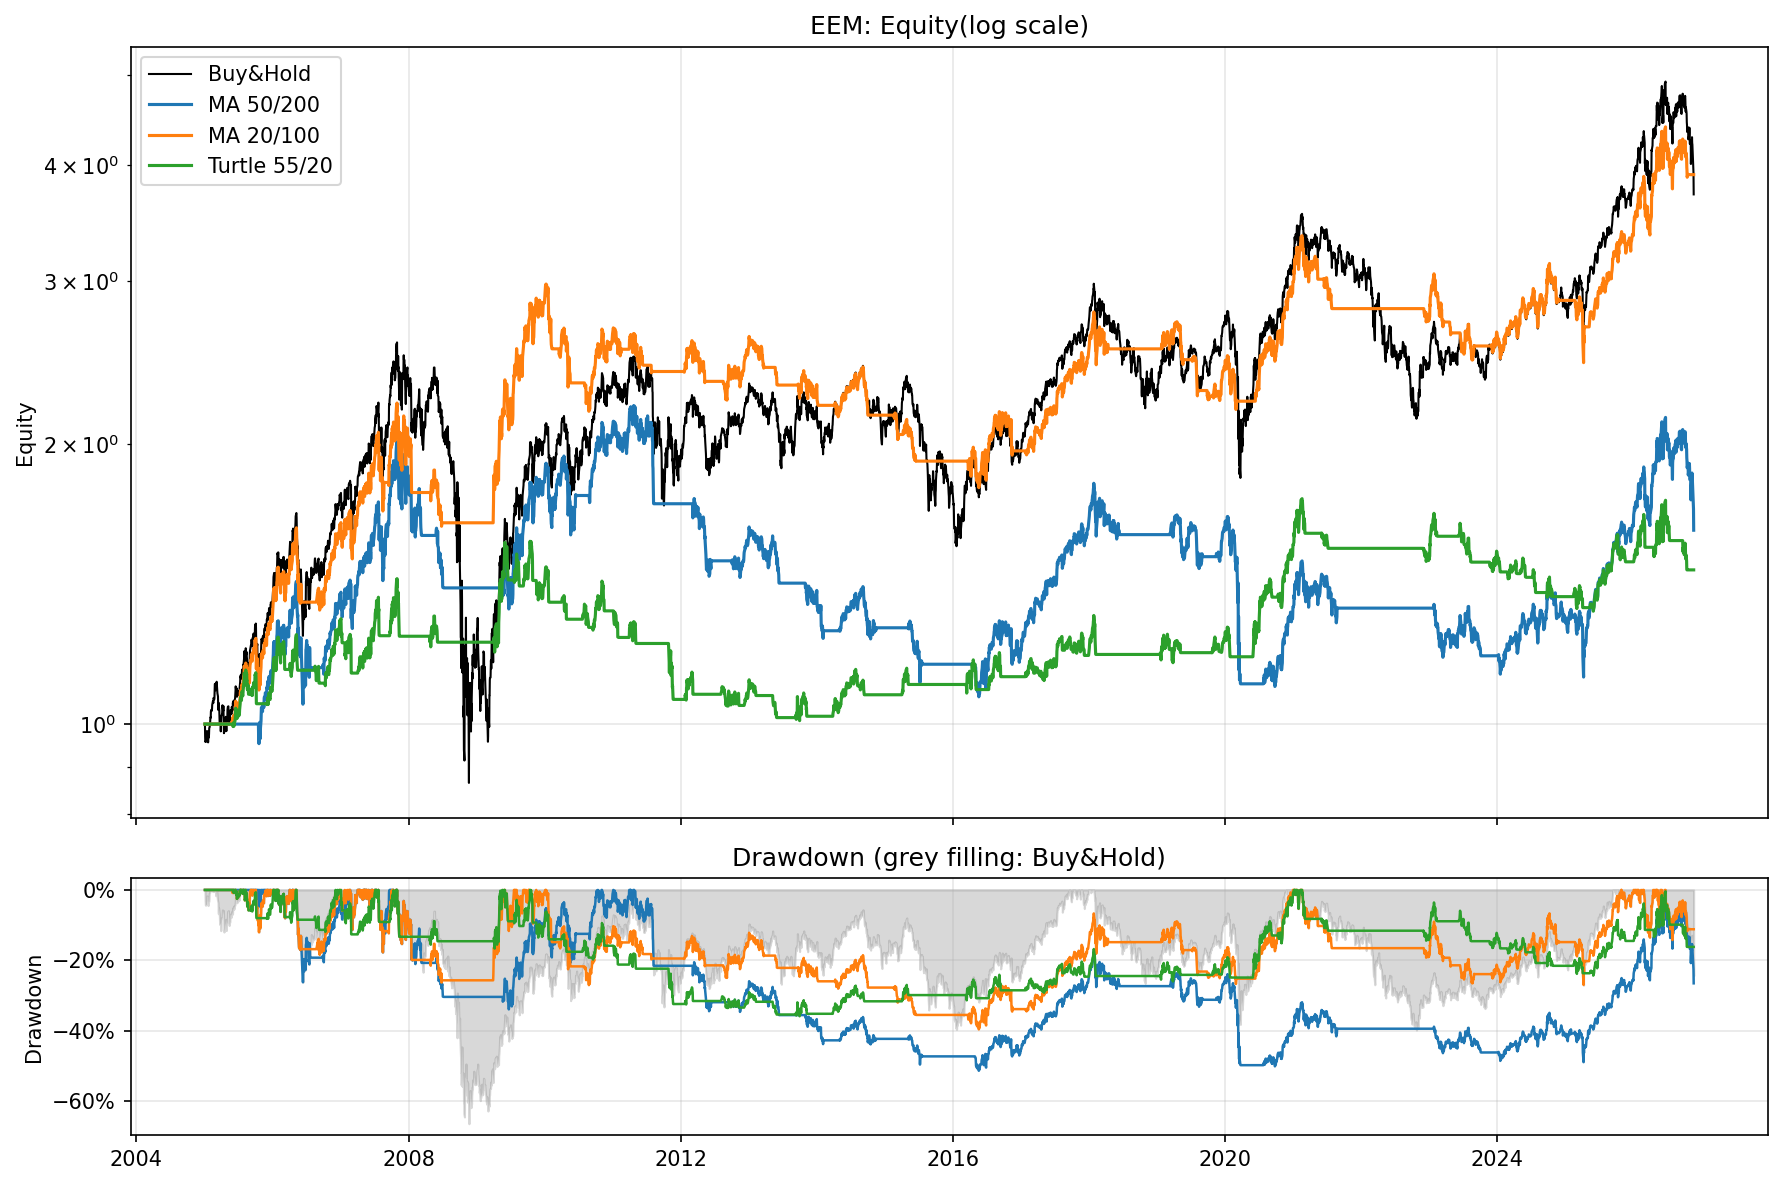 EEM: Equity(log scale)
Buy&Hold
MA 50/200
MA 20/100
Turtle 55/20
Equity
4 × 10⁰
3 × 10⁰
2 × 10⁰
10⁰
Drawdown (grey filling: Buy&Hold)
Drawdown
0%
−20%
−40%
−60%
2004 2008 2012 2016 2020 2024